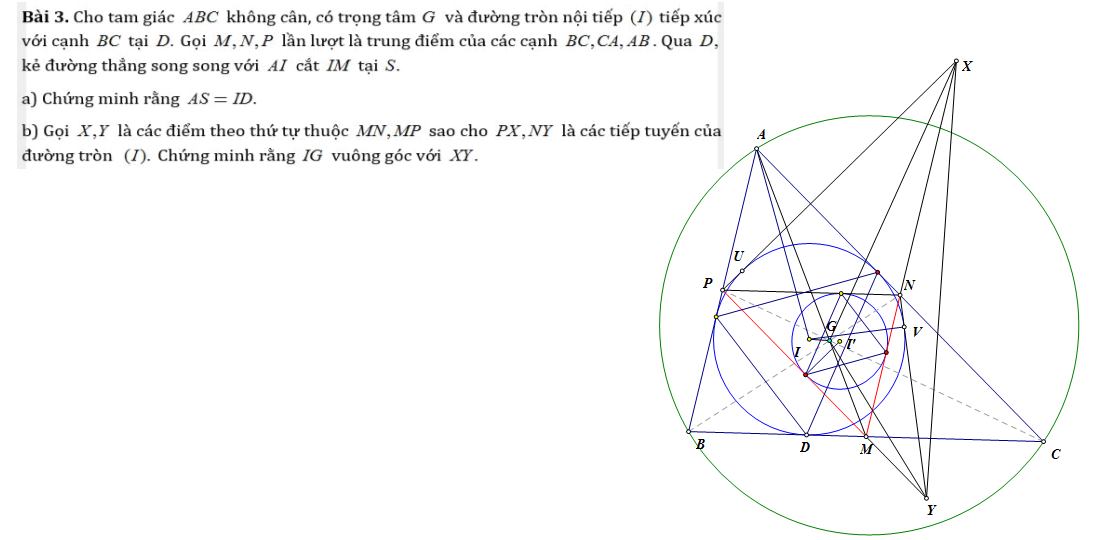 Bài 3. Cho tam giác ABC không cân, có trọng tâm G và đường tròn nội tiếp (I) tiếp xúc
với cạnh BC tại D. Gọi M, N, P lần lượt là trung điểm của các cạnh BC, CA, AB. Qua D,
kẻ đường thẳng song song với AI cắt IM tại S.
a) Chứng minh rằng AS = ID.
b) Gọi X, Y là các điểm theo thứ tự thuộc MN, MP sao cho PX, NY là các tiếp tuyến của
đường tròn (I). Chứng minh rằng IG vuông góc với XY.
X
A
U
P
N
G
V
I
I'
B
D
M
C
Y